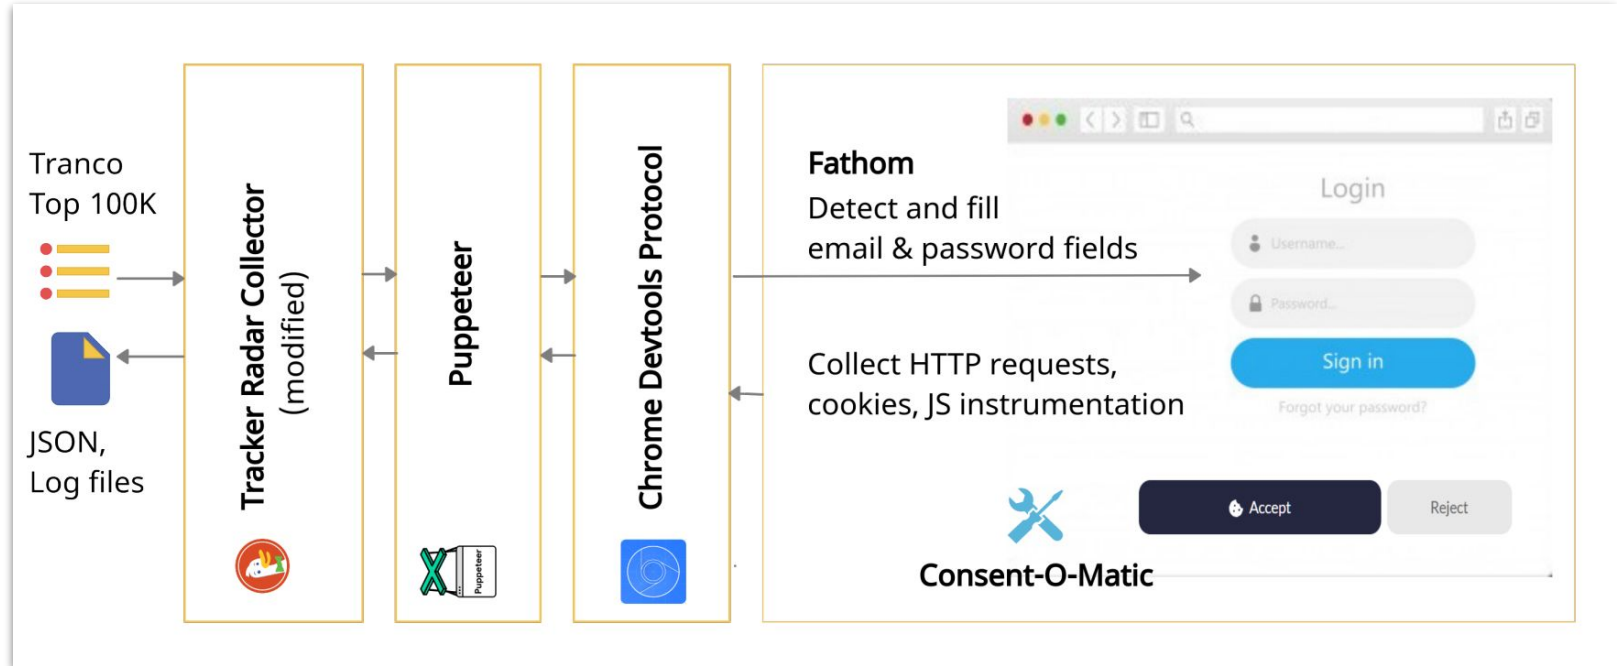 Tranco
Top 100K
JSON,
Log files
Tracker Radar Collector
(modified)
Puppeteer
Puppeteer
Chrome Devtools Protocol
Fathom
Detect and fill
email & password fields
Collect HTTP requests,
cookies, JS instrumentation
Login
Username...
Password...
Sign in
Forgot your password?
Accept
Reject
Consent-O-Matic